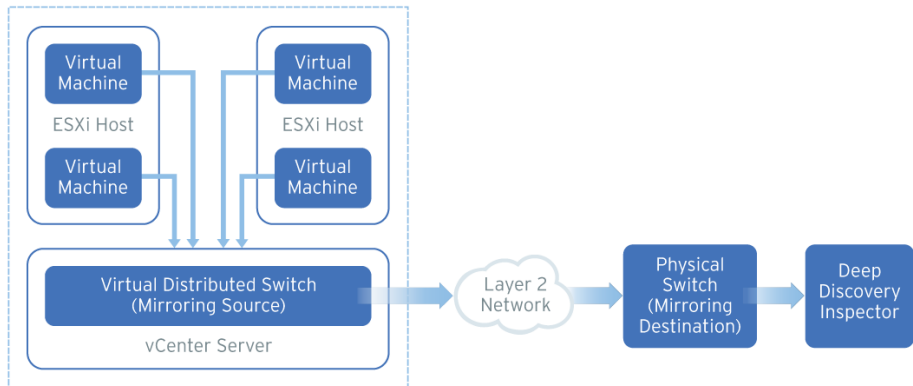 Virtual
Machine
ESXi Host
Virtual
Machine
Virtual
Machine
ESXi Host
Virtual
Machine
Virtual Distributed Switch
(Mirroring Source)
vCenter Server
Layer 2
Network
Physical
Switch
(Mirroring
Destination)
Deep
Discovery
Inspector